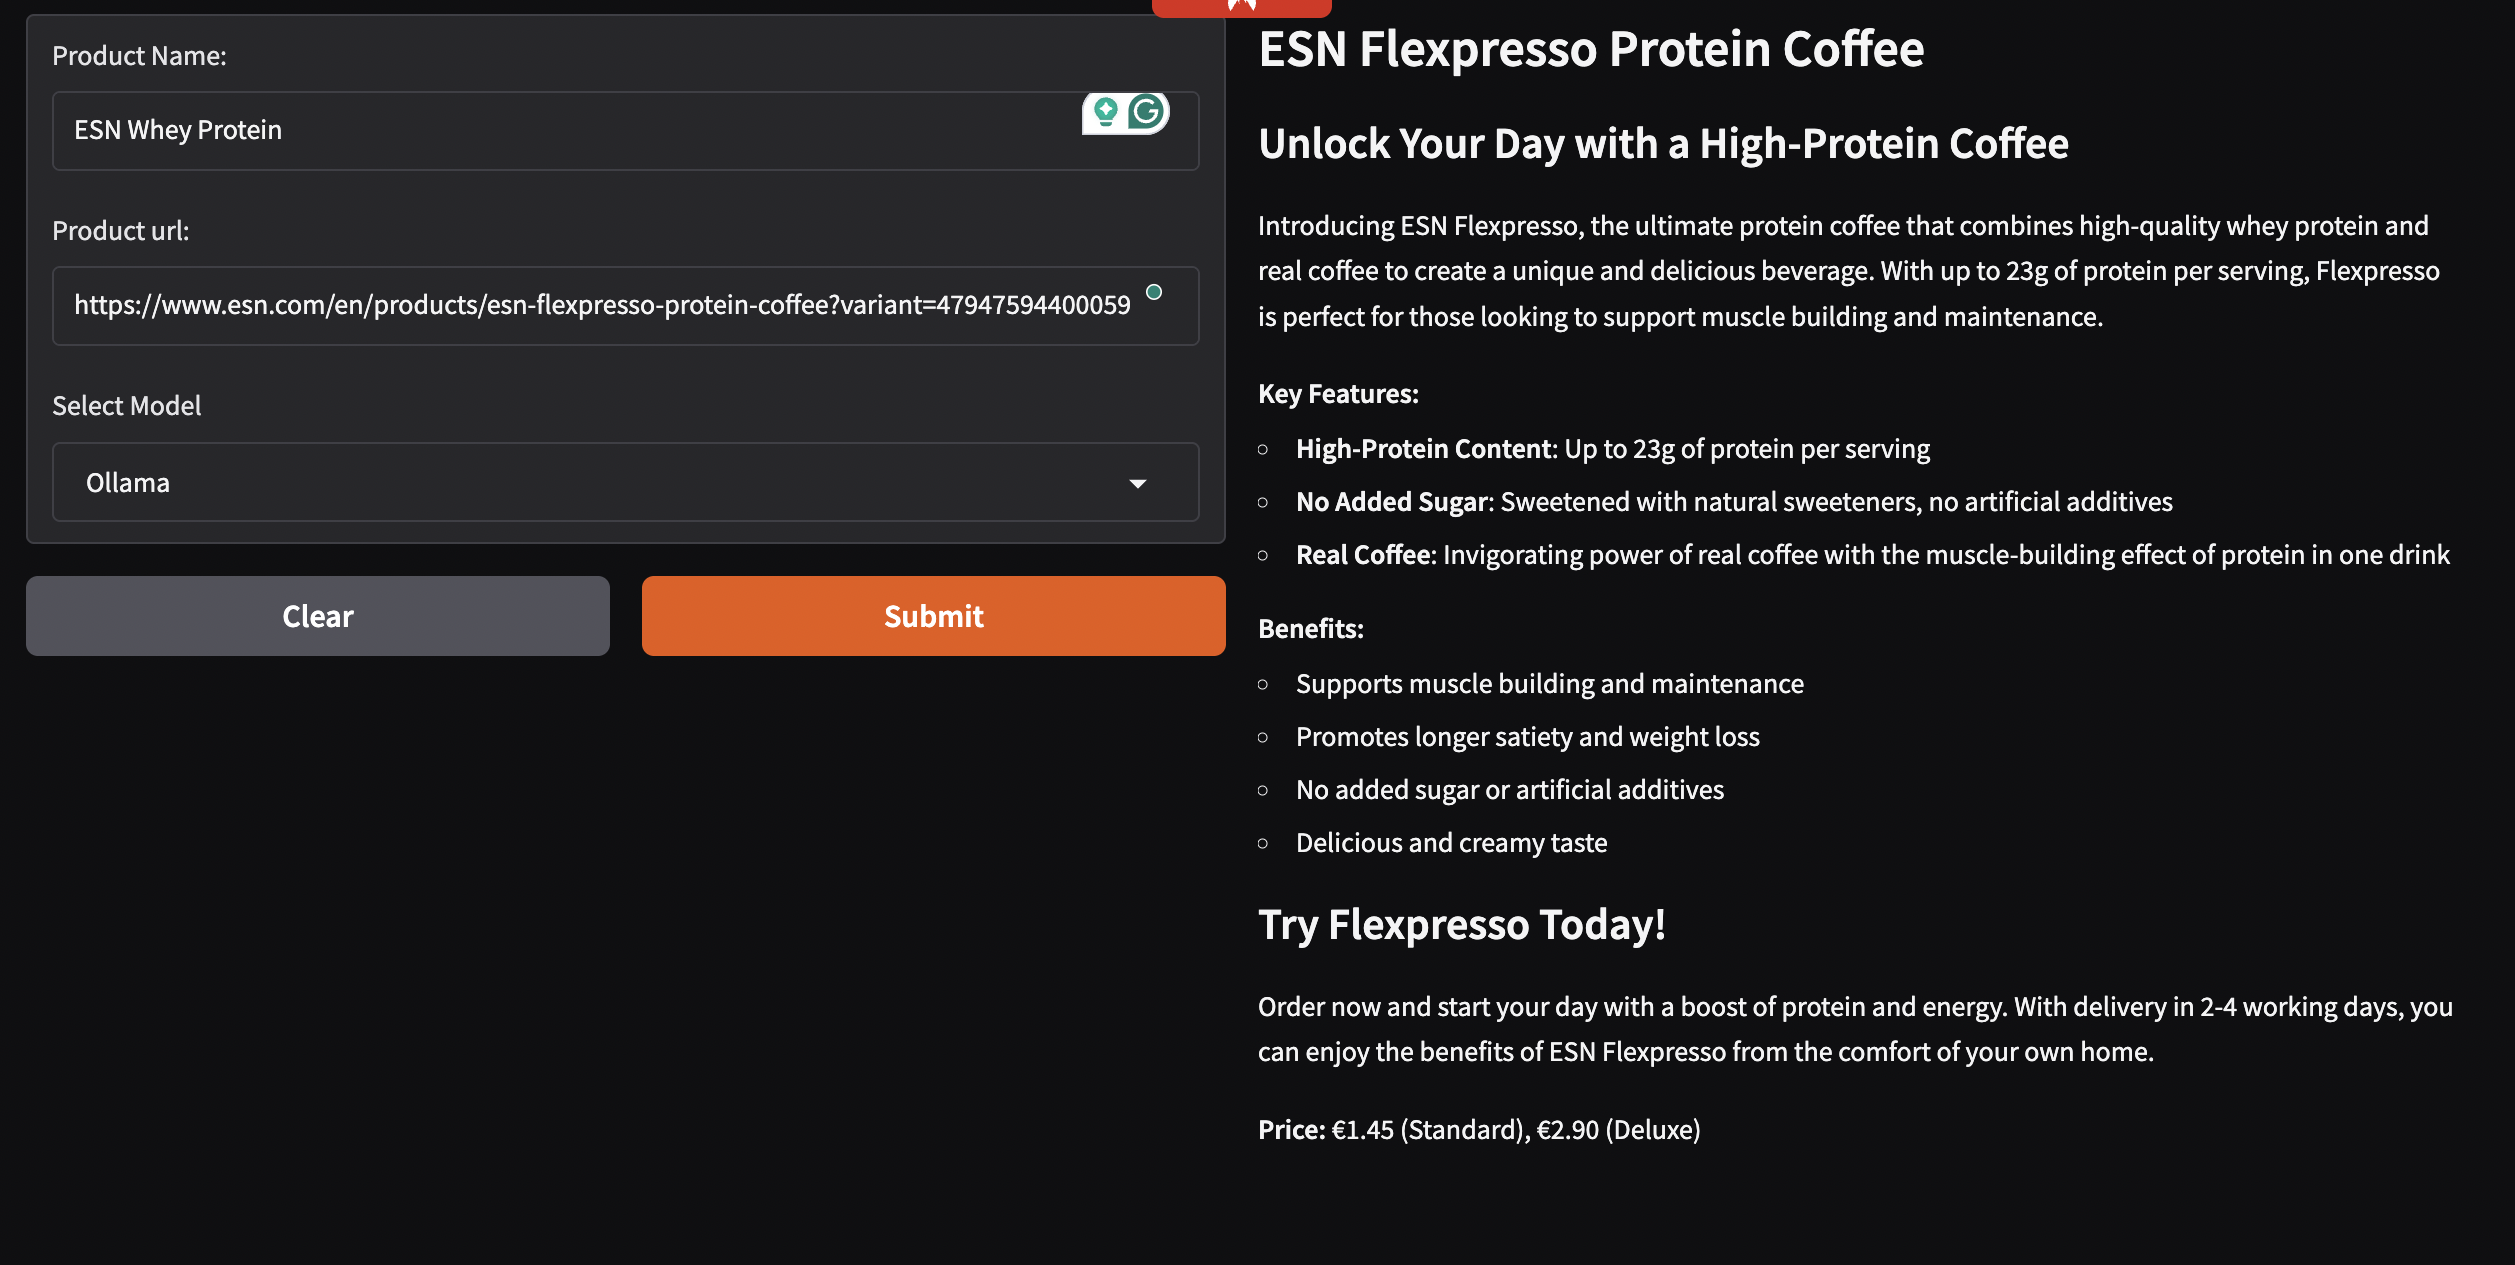 Product Name:
ESN Whey Protein
Product url:
https://www.esn.com/en/products/esn-flexpresso-protein-coffee?variant=47947594400059
Select Model
Ollama
Clear
Submit
ESN Flexpresso Protein Coffee
Unlock Your Day with a High-Protein Coffee
Introducing ESN Flexpresso, the ultimate protein coffee that combines high-quality whey protein and
real coffee to create a unique and delicious beverage. With up to 23g of protein per serving, Flexpresso
is perfect for those looking to support muscle building and maintenance.
Key Features:
High-Protein Content: Up to 23g of protein per serving
No Added Sugar: Sweetened with natural sweeteners, no artificial additives
Real Coffee: Invigorating power of real coffee with the muscle-building effect of protein in one drink
Benefits:
Supports muscle building and maintenance
Promotes longer satiety and weight loss
No added sugar or artificial additives
Delicious and creamy taste
Try Flexpresso Today!
Order now and start your day with a boost of protein and energy. With delivery in 2-4 working days, you
can enjoy the benefits of ESN Flexpresso from the comfort of your own home.
Price: €1.45 (Standard), €2.90 (Deluxe)